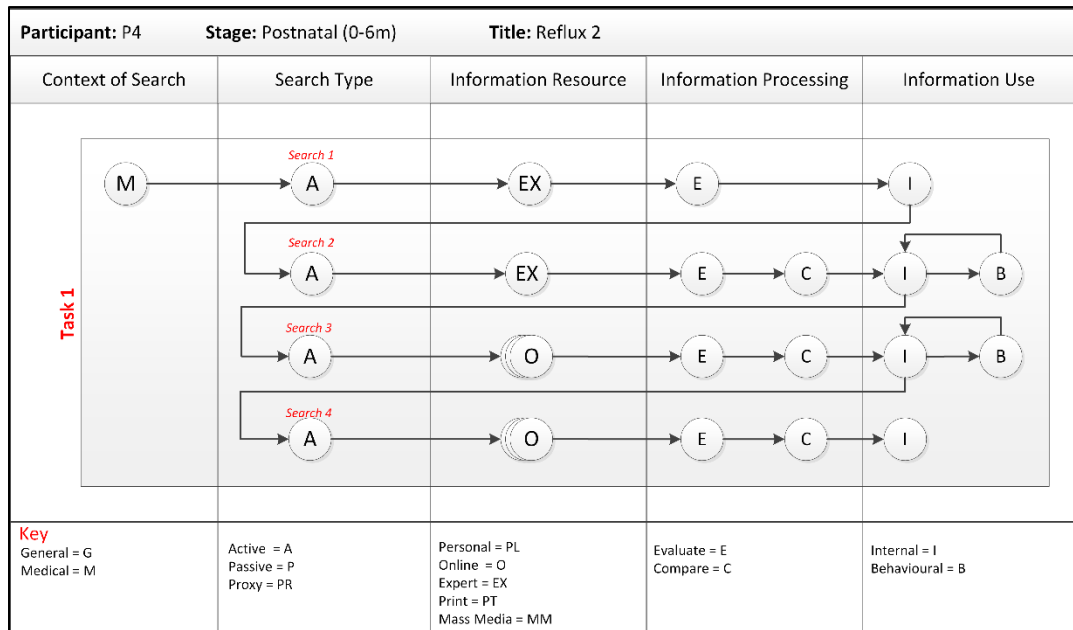 Participant: P4 Stage: Postnatal (0-6m) Title: Reflux 2
Context of Search Search Type Information Resource Information Processing Information Use
Task 1
Search 1
M A EX E I
Search 2
A EX E C I B
Search 3
A O E C I B
Search 4
A O E C I
Key
General = G
Medical = M
Active = A
Passive = P
Proxy = PR
Personal = PL
Online = O
Expert = EX
Print = PT
Mass Media = MM
Evaluate = E
Compare = C
Internal = I
Behavioural = B